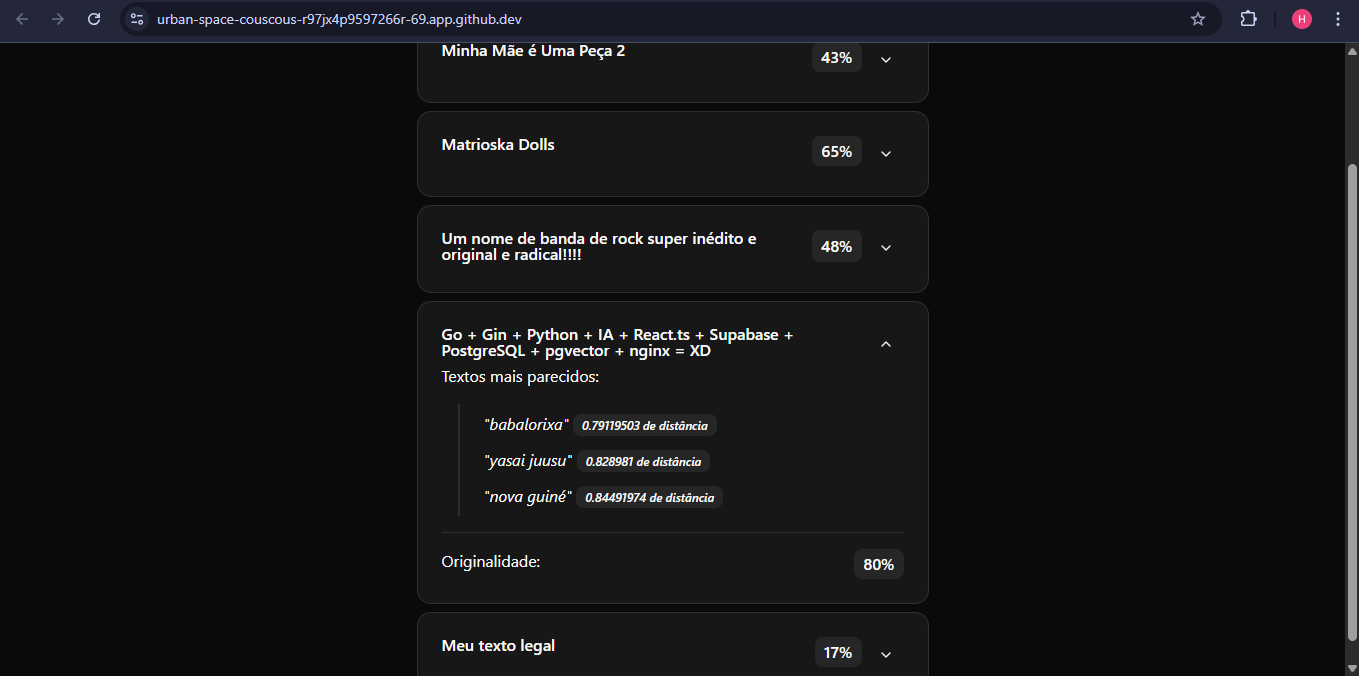 urban-space-couscous-r97jx4p9597266r-69.app.github.dev
H
Minha Mãe é Uma Peça 2
43%
Matrioska Dolls
65%
Um nome de banda de rock super inédito e
original e radical!!!!
48%
Go + Gin + Python + IA + React.ts + Supabase +
PostgreSQL + pgvector + nginx = XD
Textos mais parecidos:
"babalorixa" 0.79119503 de distância
"yasai juusu" 0.828981 de distância
"nova guiné" 0.84491974 de distância
Originalidade:
80%
Meu texto legal
17%